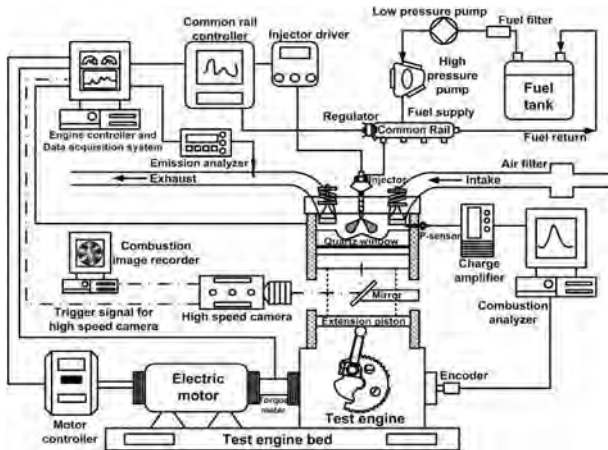 Common rail
controller
Injector driver
Low pressure pump
Fuel filter
High
pressure
pump
Fuel
tank
Fuel supply
Regulator
Common Rail
Fuel return
Engine controller and
Data acquisition system
Emission analyzer
Exhaust
Injector
Intake
Air filter
P-sensor
Quartz window
Charge
amplifier
Combustion
analyzer
Combustion
image recorder
Trigger signal for
high speed camera
High speed camera
Mirror
Extension piston
Electric
motor
Torque
meter
Encoder
Test engine
Motor
controller
Test engine bed